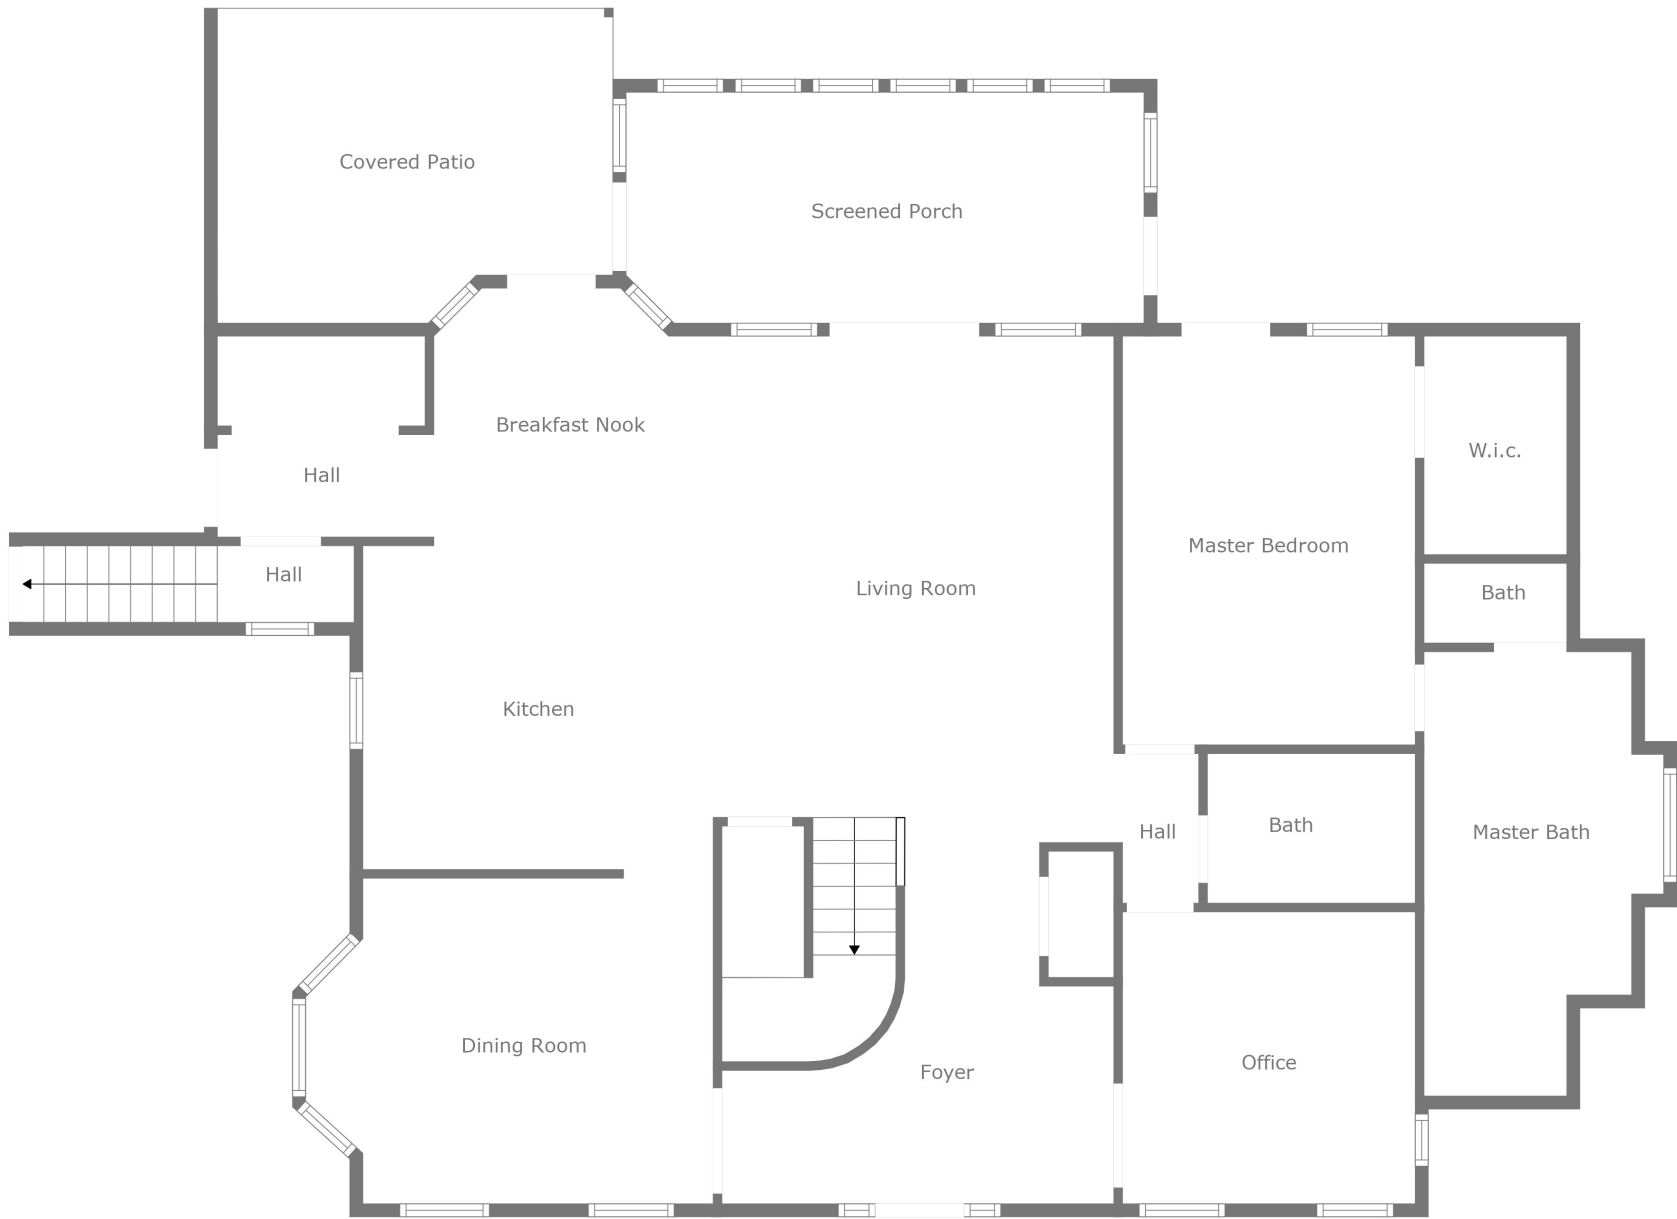 Covered Patio
Screened Porch
Breakfast Nook
W.i.c.
Hall
Master Bedroom
Hall
Living Room
Bath
Kitchen
Hall
Bath
Master Bath
Dining Room
Foyer
Office